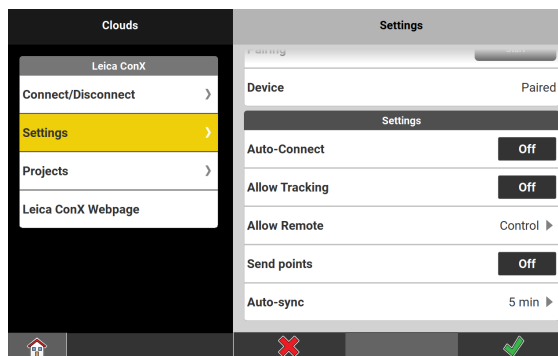 Clouds
Leica ConX
Connect/Disconnect
Settings
Projects
Leica ConX Webpage
Settings
Pairing
Device Paired
Settings
Auto-Connect Off
Allow Tracking Off
Allow Remote Control
Send points Off
Auto-sync 5 min